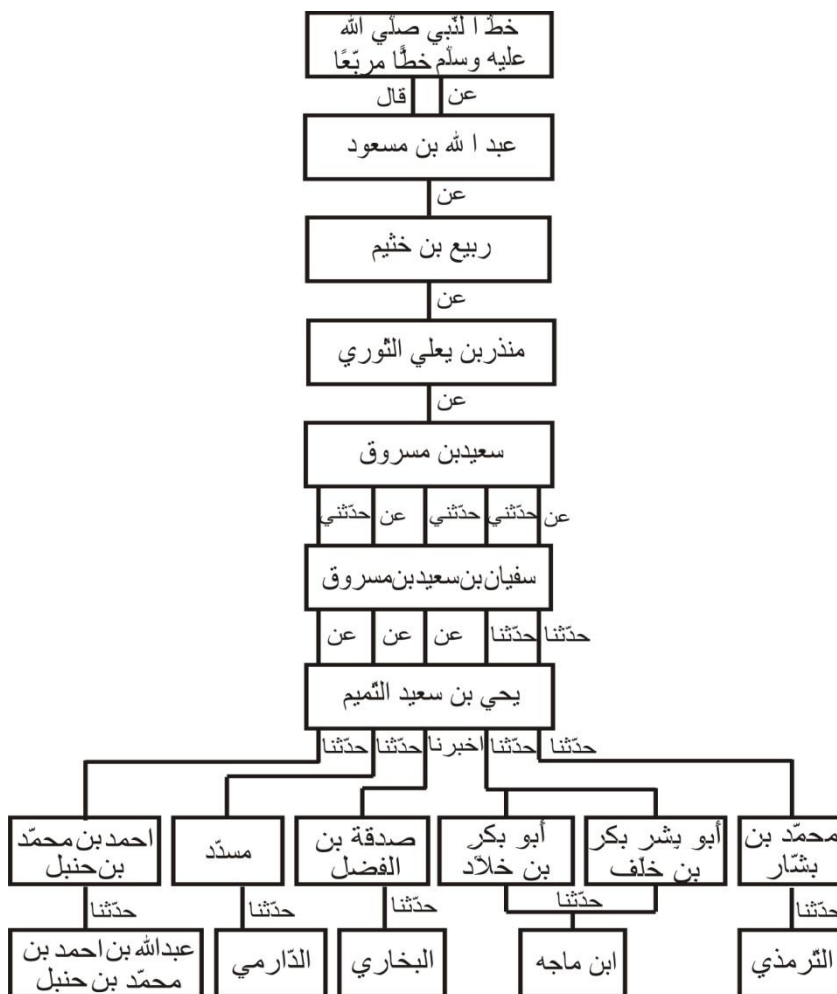 خطّ ا لنّبي صلّي الله
عليه وسلّم خطًّا مربّعًا
قال
عن
عبد ا لله بن مسعود
عن
ربيع بن خثيم
عن
منذربن يعلي الثّوري
عن
سعيدبن مسروق
عن حدّثني حدّثني عن حدّثني
سفيان بن سعيد بن مسروق
حدّثنا حدّثنا عن عن عن
يحي بن سعيد التّميم
حدّثنا حدّثنا اخبرنا حدّثنا حدّثنا
محمّد بن
بشّار
أبو بشر بكر
بن خلف
أبو بكر
بن خلاّد
صدقة بن
الفضل
مسدّد
احمد بن محمّد
بن حنبل
حدّثنا حدّثنا حدّثنا حدّثنا حدّثنا
التّرمذي
ابن ماجه
البخاري
الدّارمي
عبدالله بن احمد بن
محمّد بن حنبل